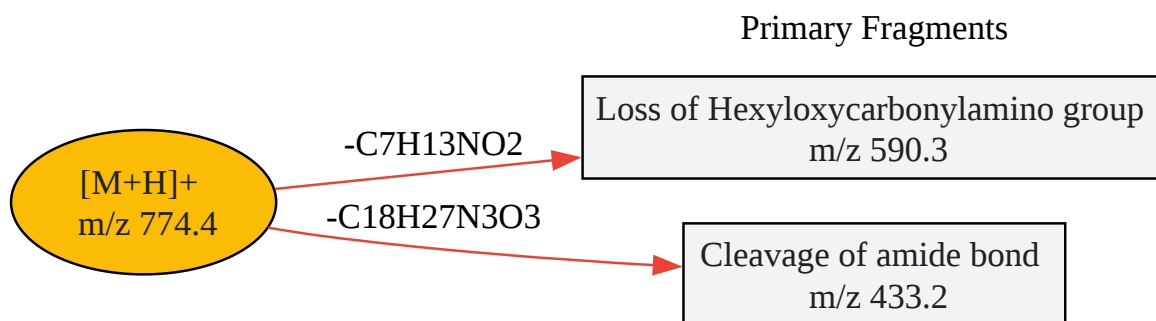 Primary Fragments
Loss of Hexyloxycarbonylamino group
m/z 590.3
-C7H13NO2
[M+H]+
m/z 774.4
-C18H27N3O3
Cleavage of amide bond
m/z 433.2